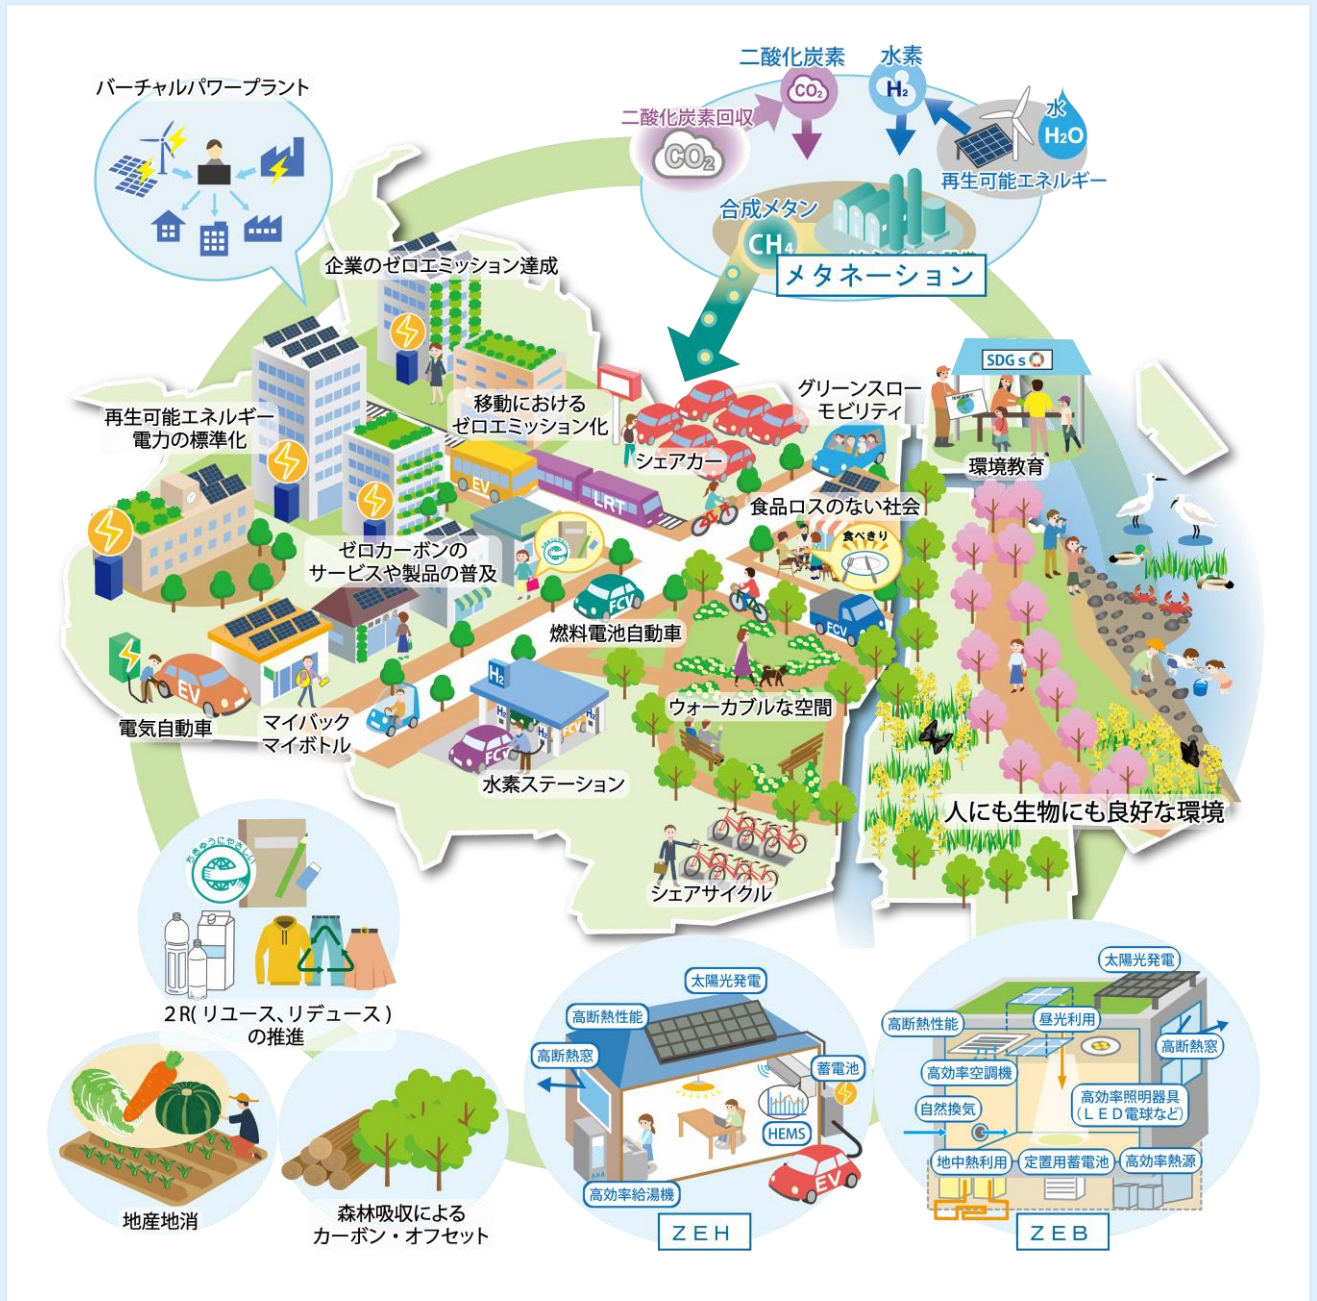 二酸化炭素
水素
バーチャルパワープラント
CO2
H2
二酸化炭素回収
水
H2O
CO2
再生可能エネルギー
合成メタン
CH4
メタネーション
企業のゼロエミッション達成
SDGs
グリーンスロー
モビリティ
移動における
ゼロエミッション化
再生可能エネルギー
電力の標準化
シェアカー
環境教育
EV
LRT
食品ロスのない社会
食べきり
ゼロカーボンの
サービスや製品の普及
FCV
燃料電池自動車
FCV
EV
電気自動車
マイバック
マイボトル
H2
H2
H2
H2
FCV
FCV
水素ステーション
ウォーカブルな空間
人にも生物にも良好な環境
シェアサイクル
ちきゅうにやさしい
2R(リユース、リデュース)
の推進
地産地消
森林吸収による
カーボン・オフセット
太陽光発電
高断熱性能
高断熱窓
蓄電池
HEMS
高効率給湯機
EV
ZEH
太陽光発電
高断熱性能
昼光利用
高断熱窓
高効率空調機
自然換気
高効率照明器具
(LED電球など)
地中熱利用
定置用蓄電池
高効率熱源
ZEB